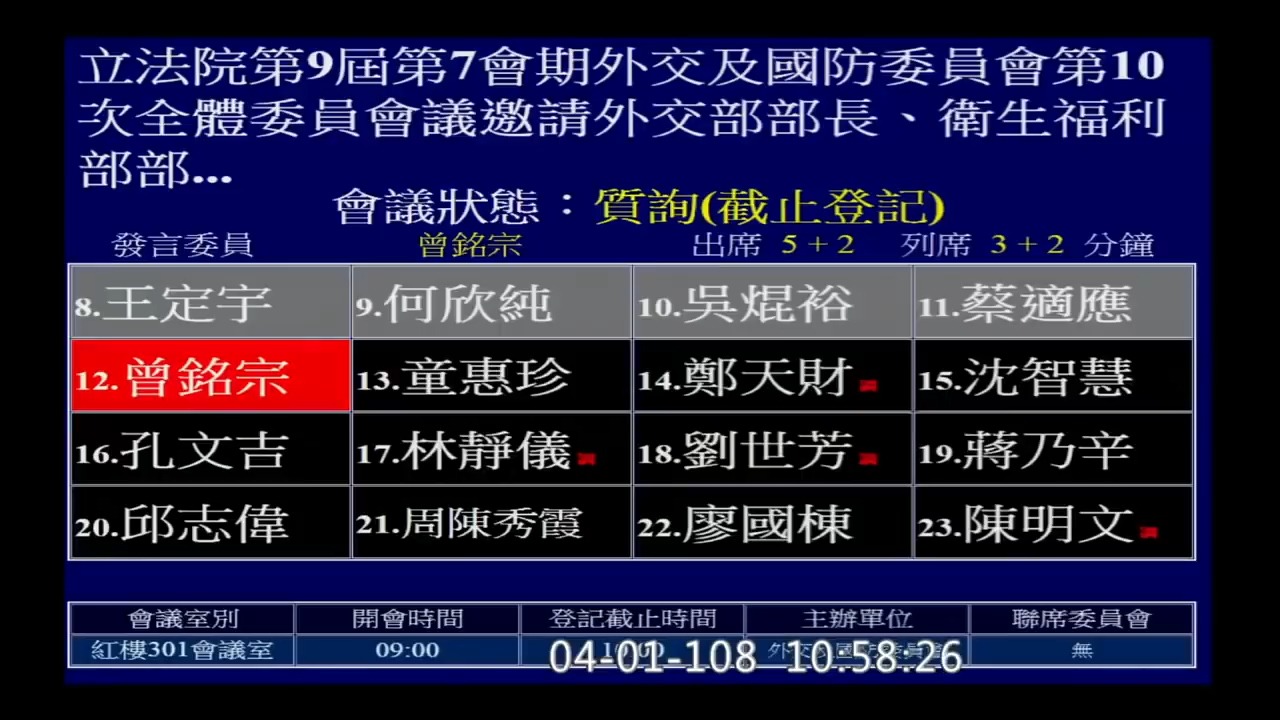 立法院第9屆第7會期外交及國防委員會第10
次全體委員會議邀請外交部部長、衛生福利
部部...
會議狀態：質詢(截止登記)
發言委員 曾銘宗 出席 5 + 2 列席 3 + 2 分鐘
8.王定宇 9.何欣純 10.吳焜裕 11.蔡適應
12.曾銘宗 13.童惠珍 14.鄭天財 15.沈智慧
16.孔文吉 17.林靜儀 18.劉世芳 19.蔣乃辛
20.邱志偉 21.周陳秀霞 22.廖國棟 23.陳明文
會議室別 開會時間 登記截止時間 主辦單位 聯席委員會
紅樓301會議室 09:00 無
04-01-108 10:58:26